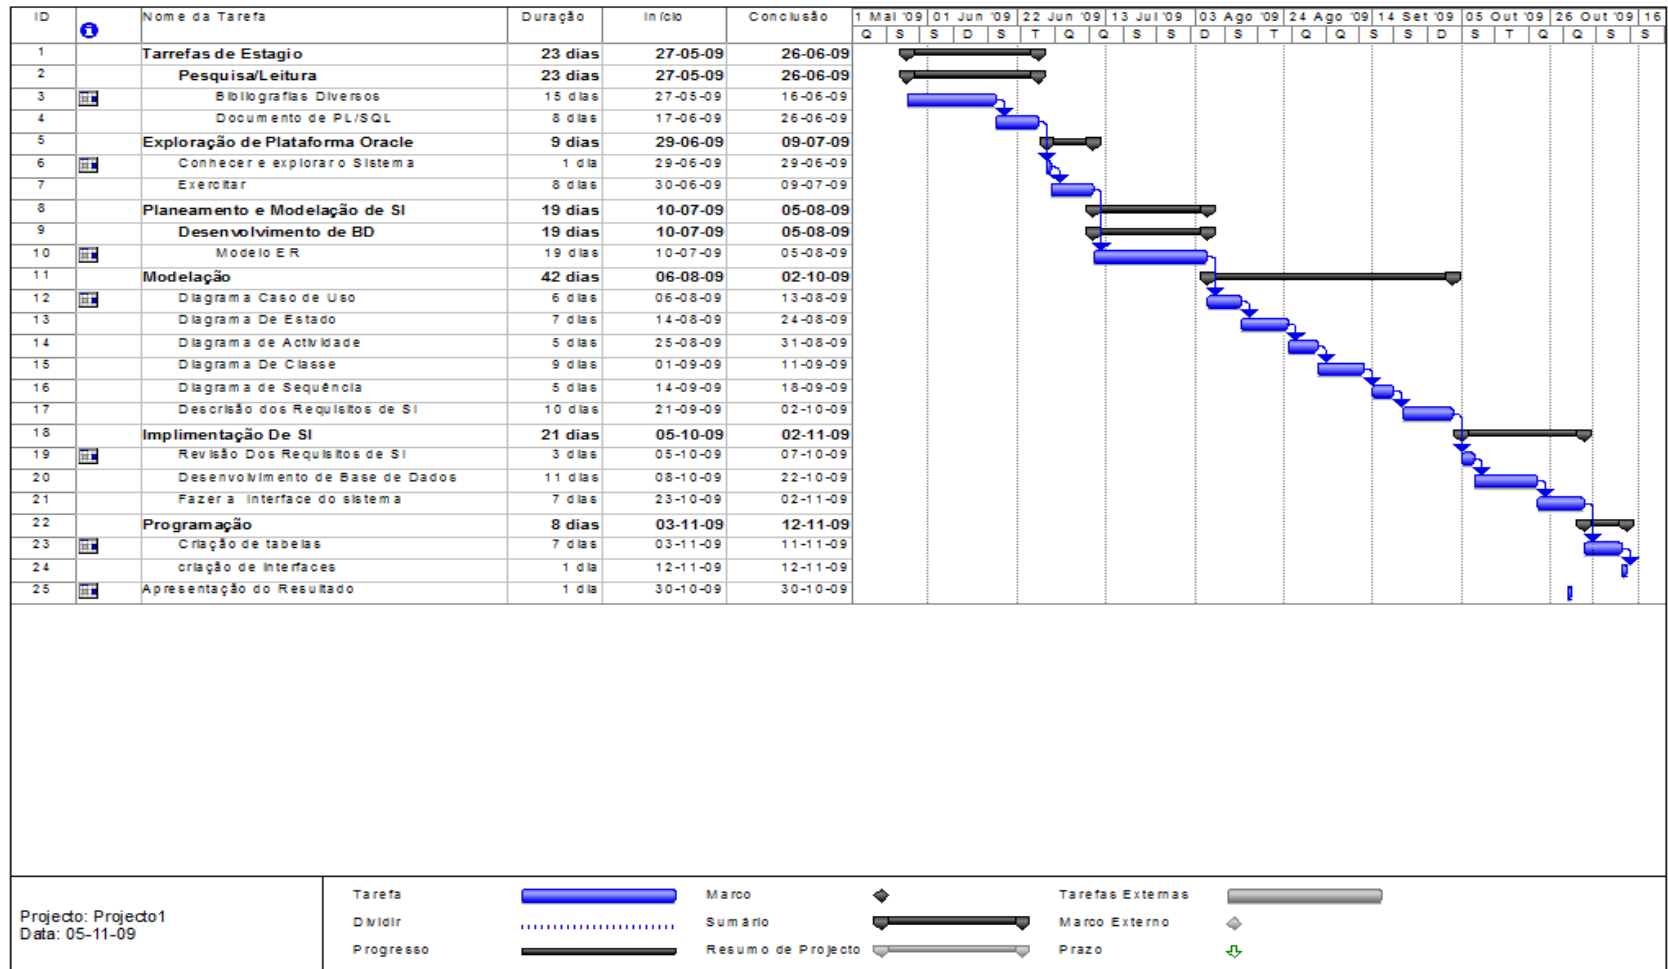 ID Nome da Tarefa Duração Início Conclusão 1 Mai '09 01 Jun '09 22 Jun '09 13 Jul '09 03 Ago '09 24 Ago '09 14 Set '09 05 Out '09 26 Out '09 16
Q S S D S T Q Q S S D S T Q Q S S D S T Q Q S S
1 Tarrefas de Estagio 23 dias 27-05-09 26-06-09
2 Pesquisa/Leitura 23 dias 27-05-09 26-06-09
3 Bibliografias Diversos 15 dias 27-05-09 16-06-09
4 Documento de PL/SQL 8 dias 17-06-09 26-06-09
5 Exploração de Plataforma Oracle 9 dias 29-06-09 09-07-09
6 Conhecer e explorar o Sistema 1 dia 29-06-09 29-06-09
7 Exercitar 8 dias 30-06-09 09-07-09
8 Planeamento e Modelação de SI 19 dias 10-07-09 05-08-09
9 Desenvolvimento de BD 19 dias 10-07-09 05-08-09
10 Modelo ER 19 dias 10-07-09 05-08-09
11 Modelação 42 dias 06-08-09 02-10-09
12 Diagrama Caso de Uso 6 dias 06-08-09 13-08-09
13 Diagrama De Estado 7 dias 14-08-09 24-08-09
14 Diagrama de Actividade 5 dias 25-08-09 31-08-09
15 Diagrama De Classe 9 dias 01-09-09 11-09-09
16 Diagrama de Sequência 5 dias 14-09-09 18-09-09
17 Descrisão dos Requisitos de SI 10 dias 21-09-09 02-10-09
18 Implimentação De SI 21 dias 05-10-09 02-11-09
19 Revisão Dos Requisitos de SI 3 dias 05-10-09 07-10-09
20 Desenvolvimento de Base de Dados 11 dias 08-10-09 22-10-09
21 Fazer a Interface do sistema 7 dias 23-10-09 02-11-09
22 Programação 8 dias 03-11-09 12-11-09
23 Criação de tabelas 7 dias 03-11-09 11-11-09
24 criação de Interfaces 1 dia 12-11-09 12-11-09
25 Apresentação do Resultado 1 dia 30-10-09 30-10-09
Projecto: Projecto1
Data: 05-11-09
Tarefa Marco Tarefas Externas
Dividir Sumário Marco Externo
Progresso Resumo de Projecto Prazo